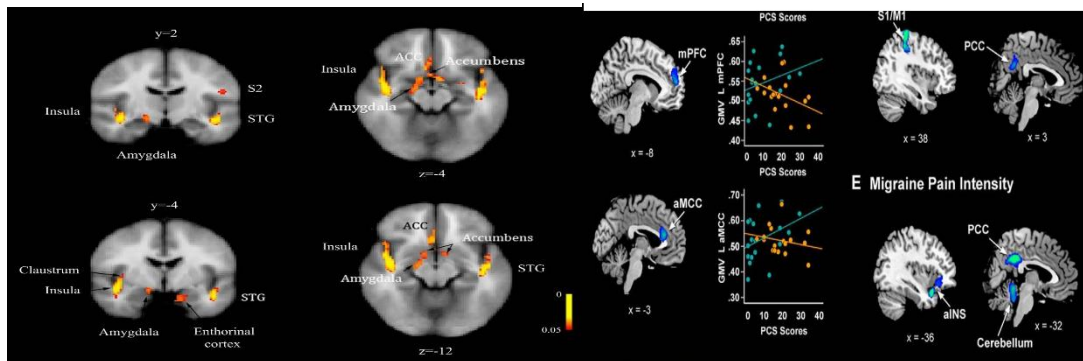 y=2
Insula
S2
STG
Amygdala
ACC
Accumbens
Insula
Amygdala
z=-4
y=-4
Claustrum
Insula
STG
Amygdala
Enthorinal
cortex
ACC
Accumbens
Insula
Amygdala
STG
0
0.05
z=-12
mPFC
x = -8
PCS Scores
GMV L mPFC
.65
.60
.55
.50
.45
.40
0 10 20 30 40
PCS Scores
aMCC
x = -3
GMV L aMCC
.70
.60
.50
.40
.30
0 10 20 30 40
PCS Scores
S1/M1
x = 38
PCC
x = 3
E Migraine Pain Intensity
aINS
x = -36
PCC
Cerebellum
x = -32